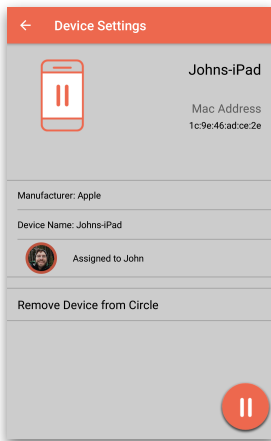 Device Settings
Johns-iPad
Mac Address
1c:9e:46:ad:ce:2e
Manufacturer: Apple
Device Name: Johns-iPad
Assigned to John
Remove Device from Circle